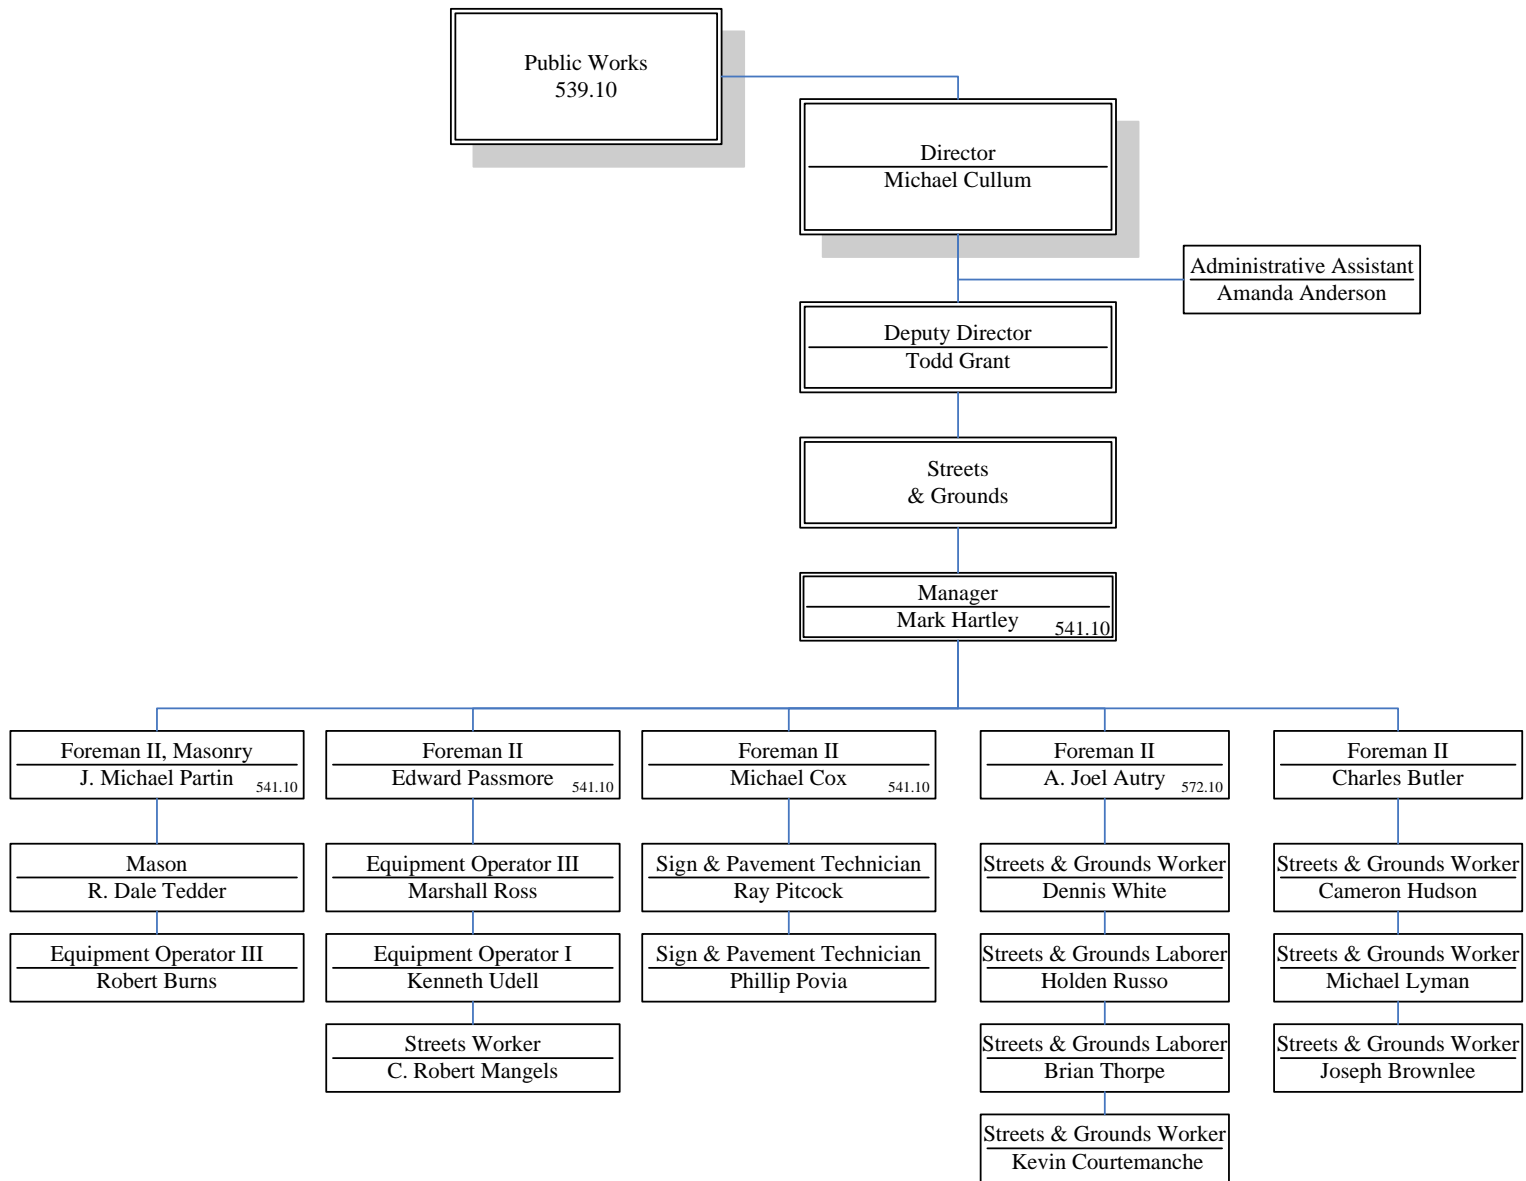 Public Works
539.10
Director
Michael Cullum
Administrative Assistant
Amanda Anderson
Deputy Director
Todd Grant
Streets
& Grounds
Manager
Mark Hartley
541.10
Foreman II, Masonry
J. Michael Partin
541.10
Mason
R. Dale Tedder
Equipment Operator III
Robert Burns
Foreman II
Edward Passmore
541.10
Equipment Operator III
Marshall Ross
Equipment Operator I
Kenneth Udell
Streets Worker
C. Robert Mangels
Foreman II
Michael Cox
541.10
Sign & Pavement Technician
Ray Pitcock
Sign & Pavement Technician
Phillip Povia
Foreman II
A. Joel Autry
572.10
Streets & Grounds Worker
Dennis White
Streets & Grounds Laborer
Holden Russo
Streets & Grounds Laborer
Brian Thorpe
Streets & Grounds Worker
Kevin Courtemanche
Foreman II
Charles Butler
Streets & Grounds Worker
Cameron Hudson
Streets & Grounds Worker
Michael Lyman
Streets & Grounds Worker
Joseph Brownlee